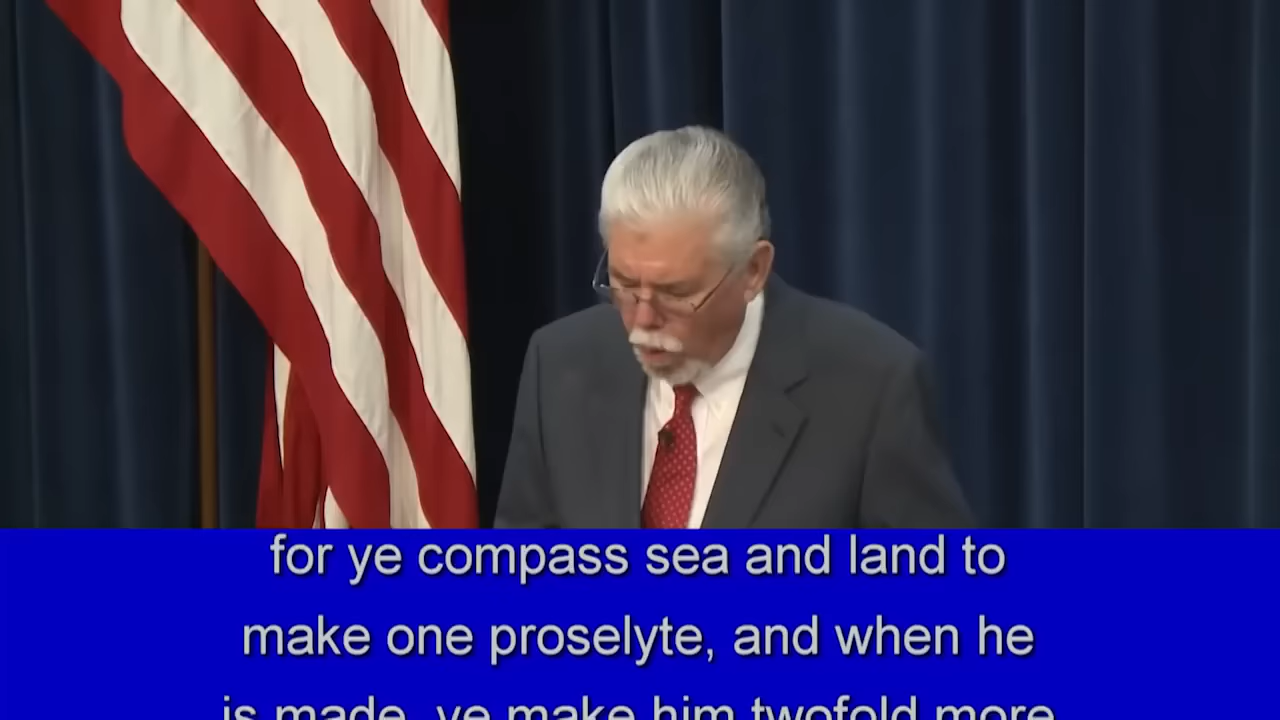 for ye compass sea and land to
make one proselyte, and when he
is made, ye make him twofold more